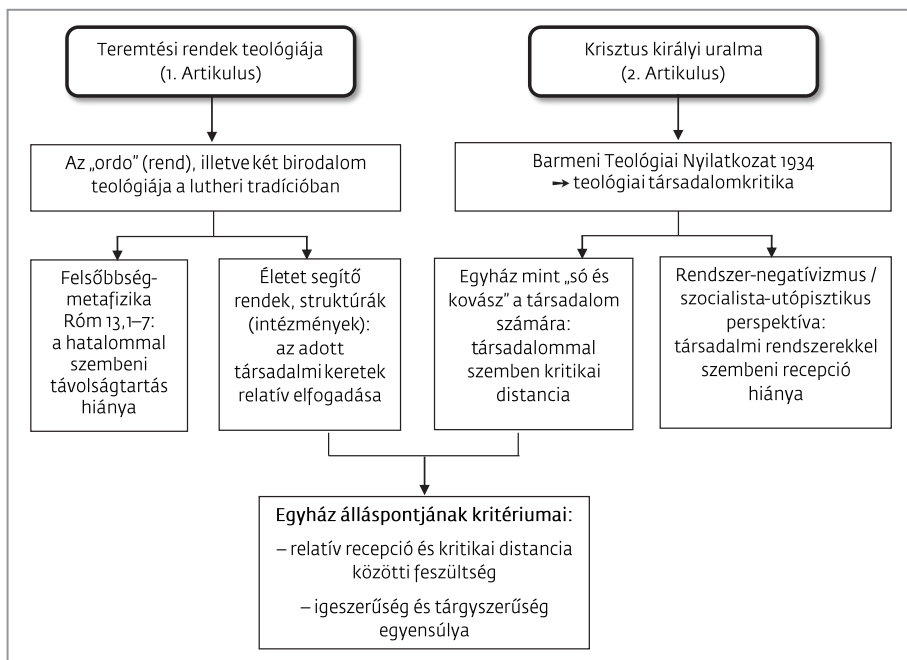 Teremtési rendek teológiája
(1. Artikulus)
Krisztus királyi uralma
(2. Artikulus)
Az „ordo” (rend), illetve két birodalom
teológiája a lutheri tradícióban
Barmeni Teológiai Nyilatkozat 1934
→ teológiai társadalomkritika
Felsőbbség-
metafizika
Róm 13,1–7:
a hatalommal
szembeni
távolságtartás
hiánya
Életet segítő
rendek, struktúrák
(intézmények):
az adott
társadalmi keretek
relatív elfogadása
Egyház mint „só és
kovász” a társadalom
számára:
társadalommal
szemben kritikai
distancia
Rendszer-negatívizmus /
szocialista-utópisztikus
perspektíva:
társadalmi rendszerekkel
szembeni recepció
hiánya
Egyház álláspontjának kritériumai:
– relatív recepció és kritikai distancia
közötti feszültség
– igeszerűség és tárgyszerűség
egyensúlya